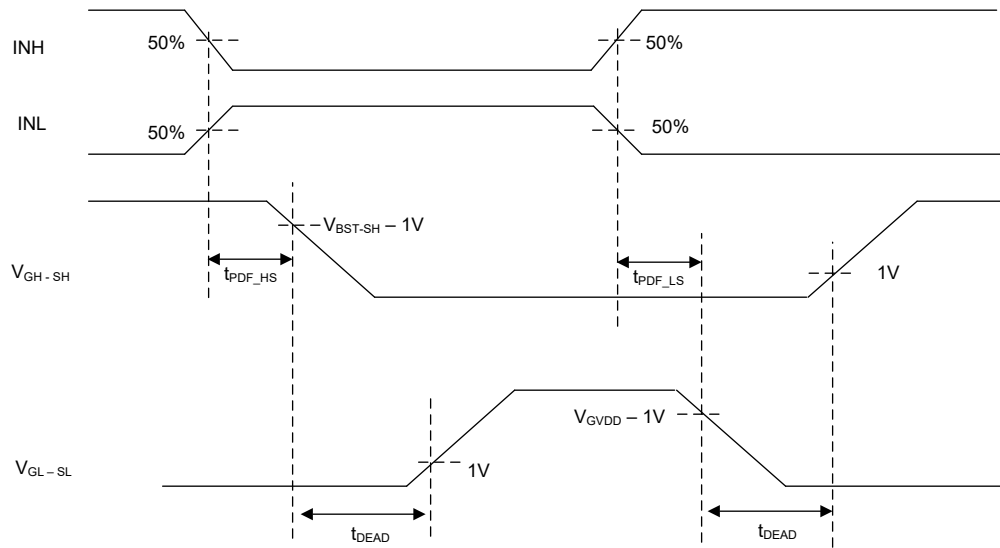 INH
50%
50%
INL
50%
50%
V_BST-SH – 1V
V_GH - SH
t_PDF_HS
t_PDF_LS
1V
V_GVDD – 1V
V_GL – SL
1V
t_DEAD
t_DEAD